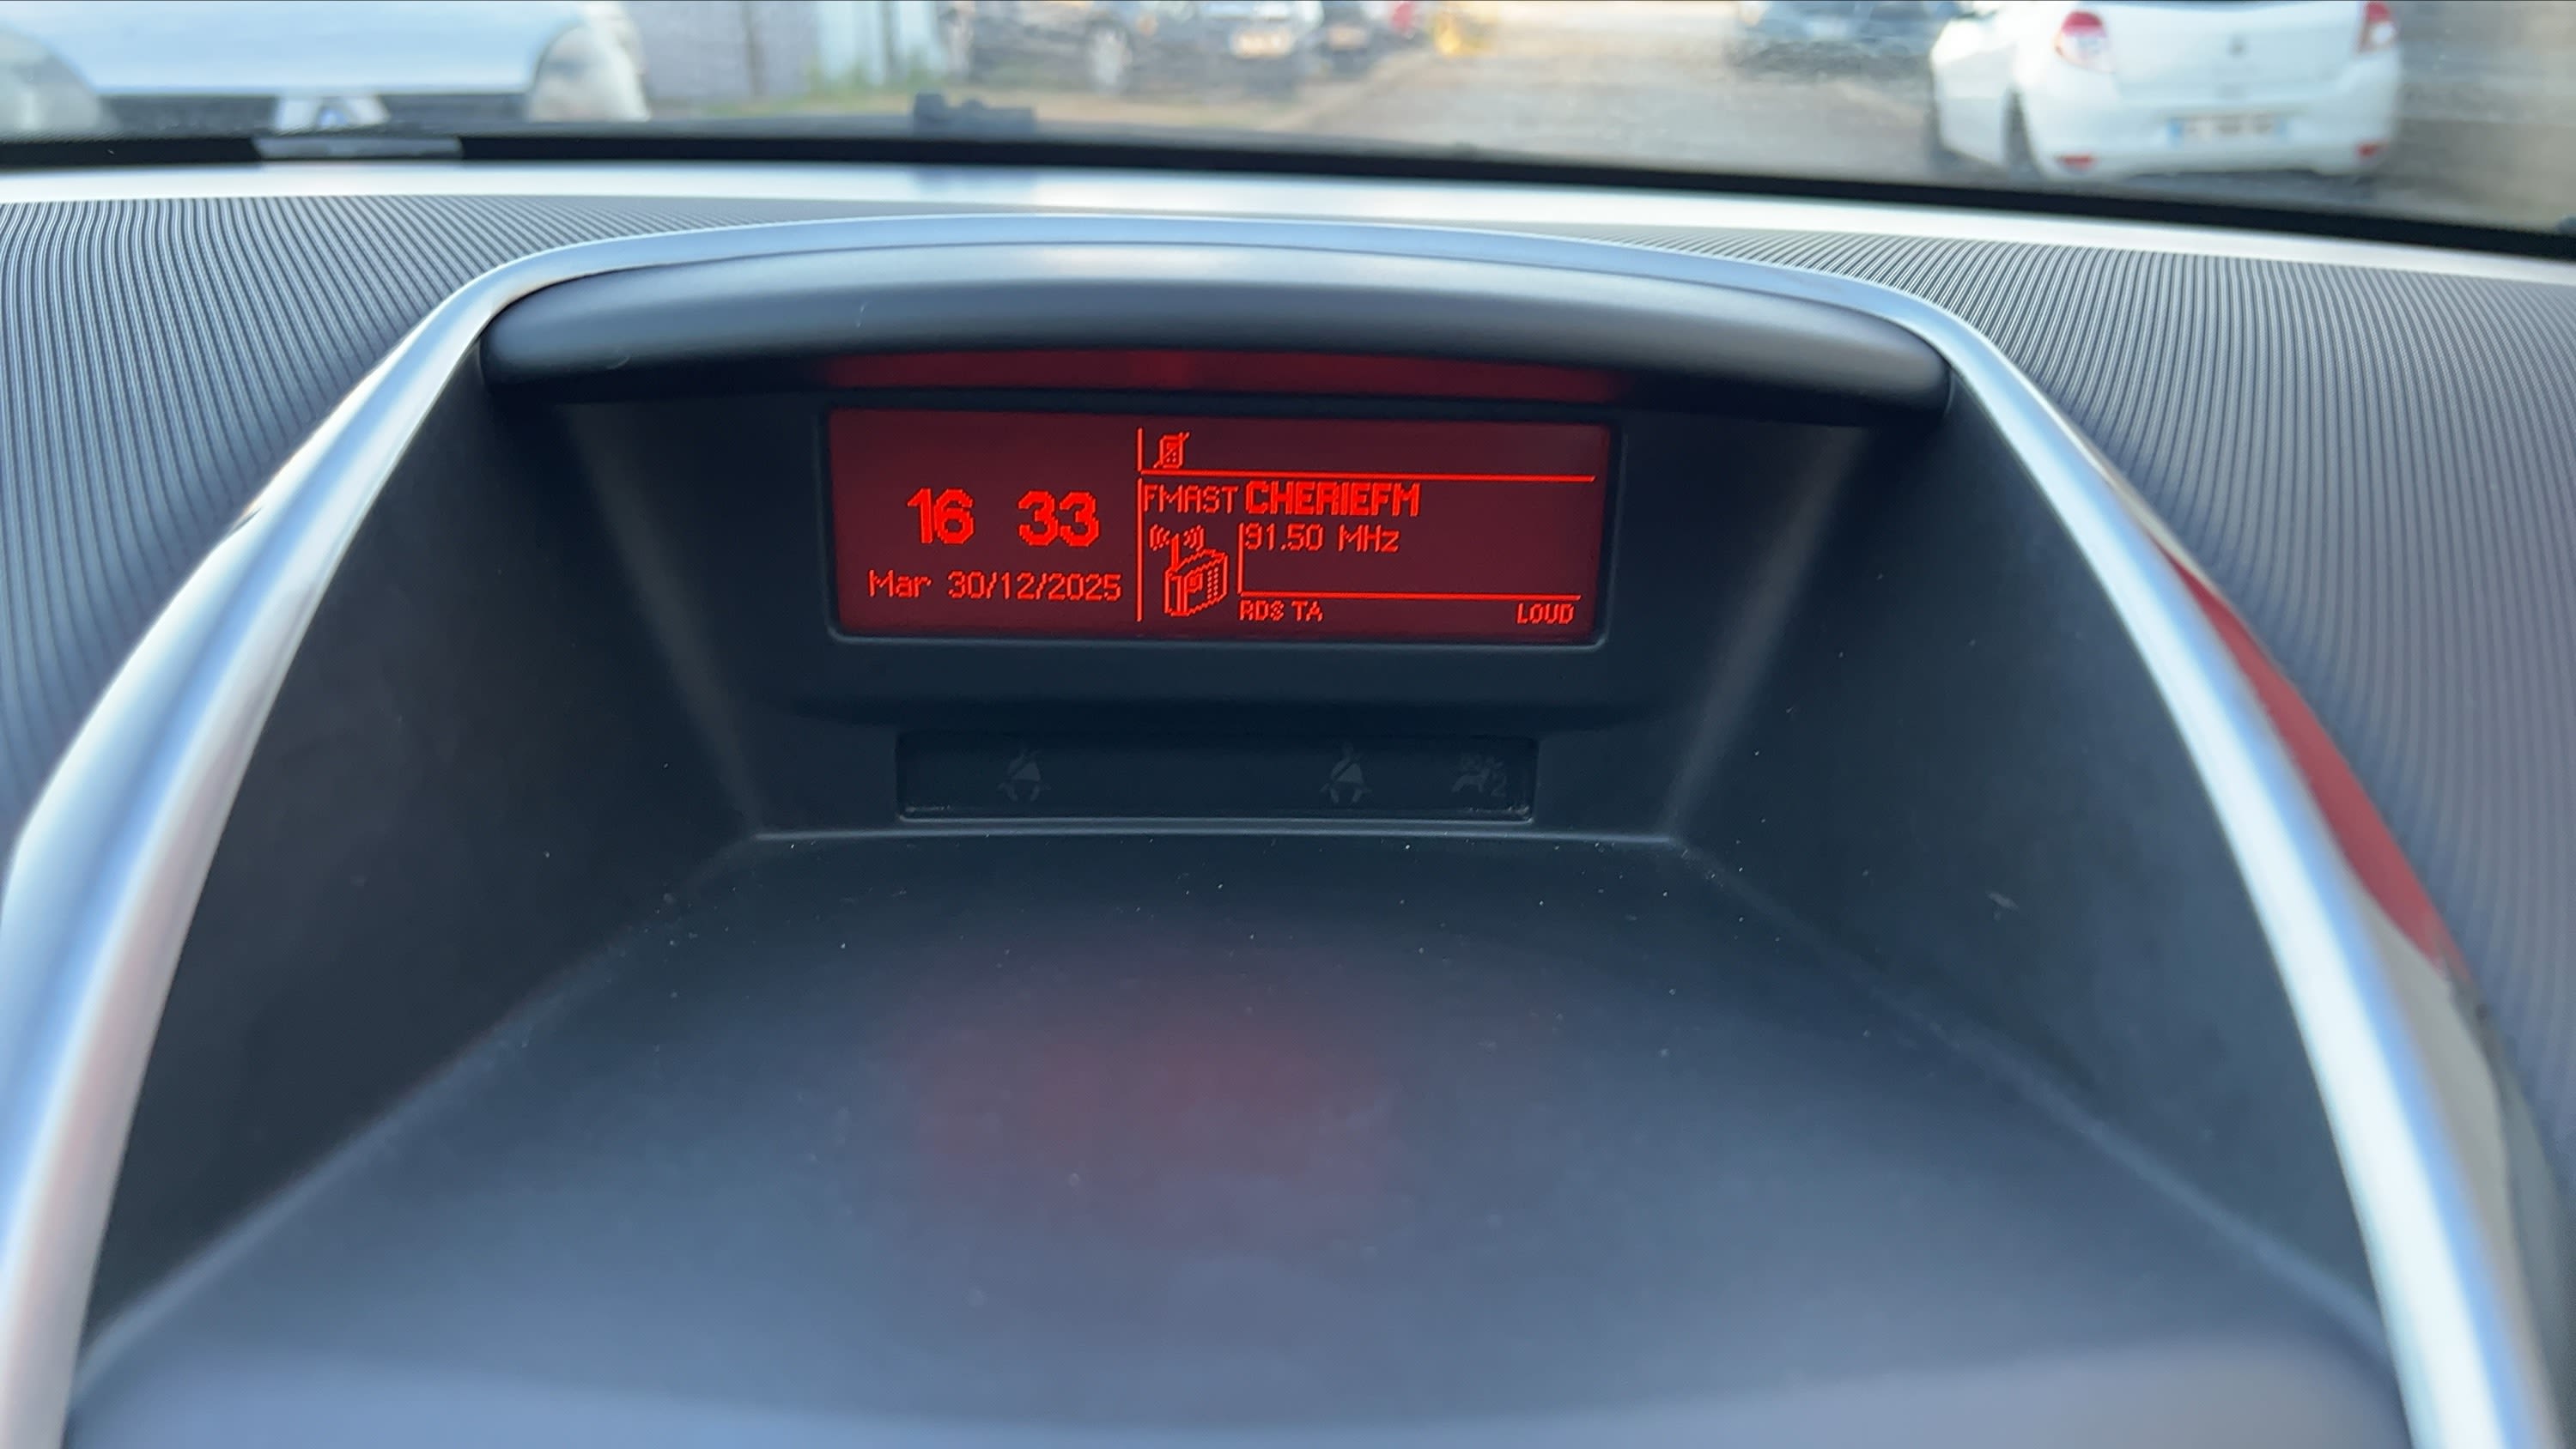 16 33
Mar 30/12/2025
FMAST CHERIEFM
91.50 MHz
RDS TA LOUD